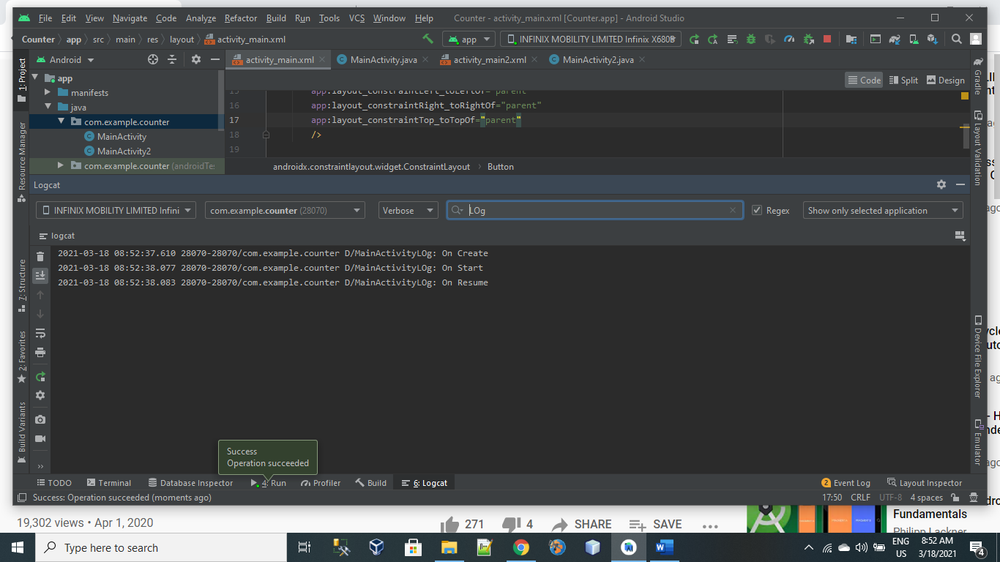 File Edit View Navigate Code Analyze Refactor Build Run Tools VCS Window Help Counter - activity_main.xml [Counter.app] - Android Studio
Counter app src main res layout activity_main.xml
app INFINIX MOBILITY LIMITED Infinix X680B
1: Project
Android
activity_main.xml MainActivity.java activity_main2.xml MainActivity2.java
Gradle
app
manifests
java
com.example.counter
MainActivity
MainActivity2
com.example.counter (androidTe
Code Split Design
15 app:layout_constraintLeft_toLeftOf="parent"
16 app:layout_constraintRight_toRightOf="parent"
17 app:layout_constraintTop_toTopOf="parent"
18 />
19
androidx.constraintlayout.widget.ConstraintLayout Button
Resource Manager
Layout Validation
Logcat
INFINIX MOBILITY LIMITED Infini com.example.counter (28070) Verbose LOg Regex Show only selected application
logcat
2021-03-18 08:52:37.610 28070-28070/com.example.counter D/MainActivityLOg: On Create
2021-03-18 08:52:38.077 28070-28070/com.example.counter D/MainActivityLOg: On Start
2021-03-18 08:52:38.083 28070-28070/com.example.counter D/MainActivityLOg: On Resume
7: Structure
2: Favorites
Build Variants
Device File Explorer
Emulator
Success
Operation succeeded
TODO Terminal Database Inspector 4: Run Profiler Build 6: Logcat 2 Event Log Layout Inspector
Success: Operation succeeded (moments ago) 17:50 CRLF UTF-8 4 spaces
19,302 views • Apr 1, 2020 271 4 SHARE SAVE
Fundamentals
Philipp Lackner
Type here to search
ENG
US
8:52 AM
3/18/2021
4